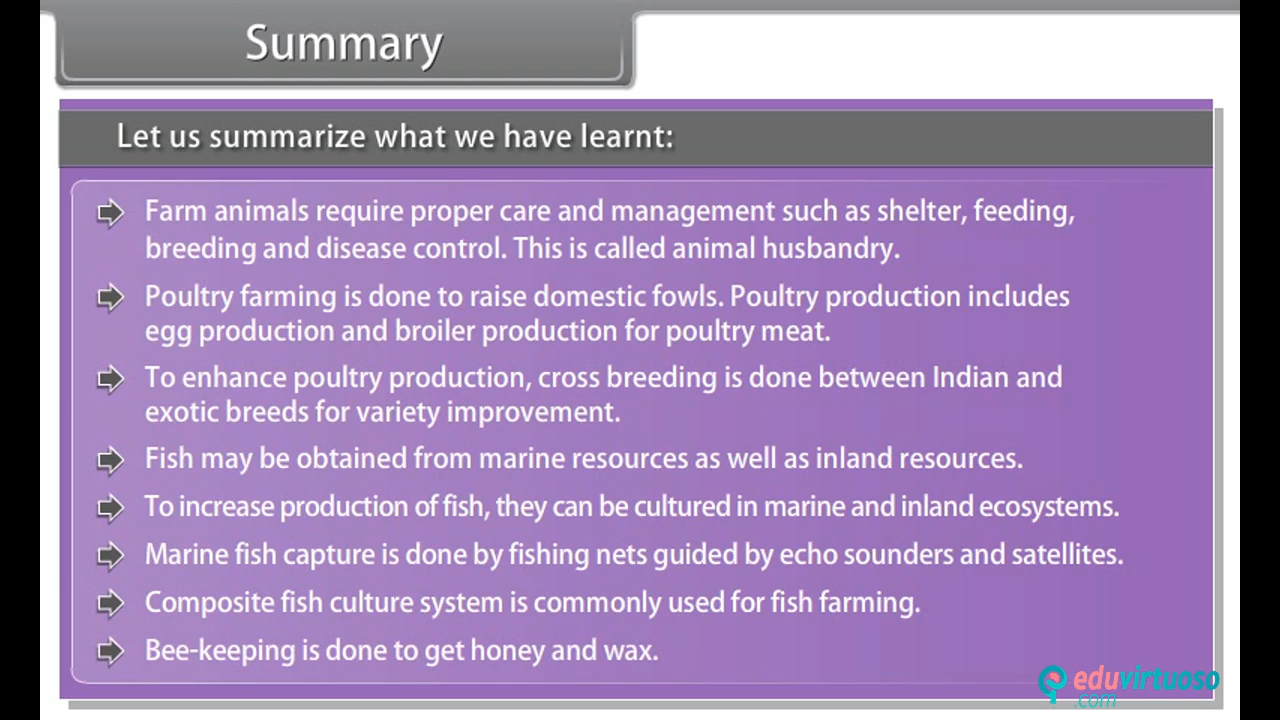 Summary
Let us summarize what we have learnt:
Farm animals require proper care and management such as shelter, feeding,
breeding and disease control. This is called animal husbandry.
Poultry farming is done to raise domestic fowls. Poultry production includes
egg production and broiler production for poultry meat.
To enhance poultry production, cross breeding is done between Indian and
exotic breeds for variety improvement.
Fish may be obtained from marine resources as well as inland resources.
To increase production of fish, they can be cultured in marine and inland ecosystems.
Marine fish capture is done by fishing nets guided by echo sounders and satellites.
Composite fish culture system is commonly used for fish farming.
Bee-keeping is done to get honey and wax.
eduvirtuoso
.com